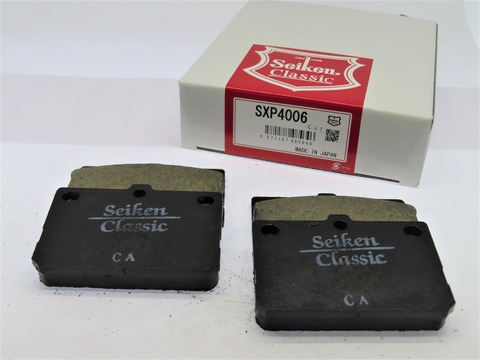 Seiken
Classic
SXP4006
MADE IN JAPAN
Seiken
Classic
CA
Seiken
Classic
CA